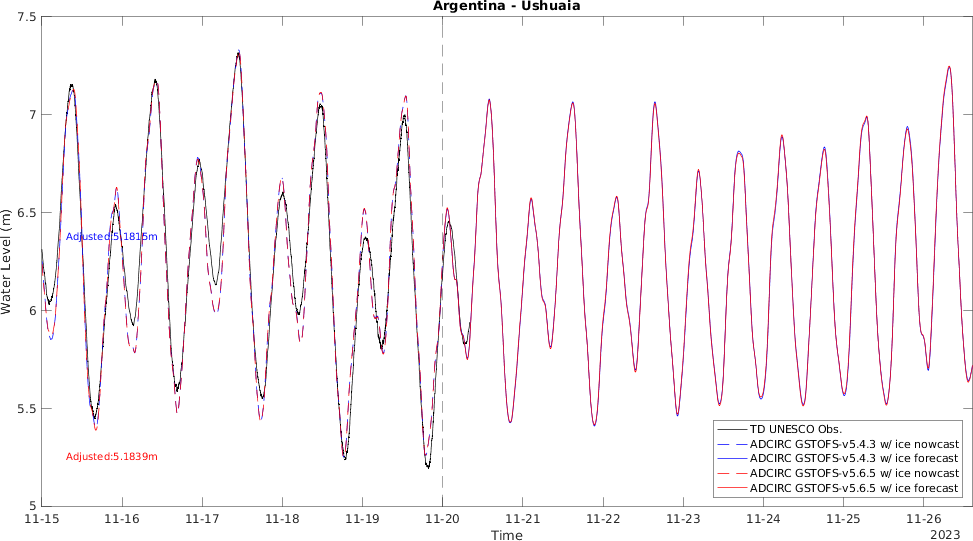 Argentina - Ushuaia
7.5
7
6.5
6
5.5
5
Water Level (m)
Adjusted:5.1815m
Adjusted:5.1839m
TD UNESCO Obs.
ADCIRC GSTOFS-v5.4.3 w/ ice nowcast
ADCIRC GSTOFS-v5.4.3 w/ ice forecast
ADCIRC GSTOFS-v5.6.5 w/ ice nowcast
ADCIRC GSTOFS-v5.6.5 w/ ice forecast
11-15 11-16 11-17 11-18 11-19 11-20 11-21 11-22 11-23 11-24 11-25 11-26
2023
Time